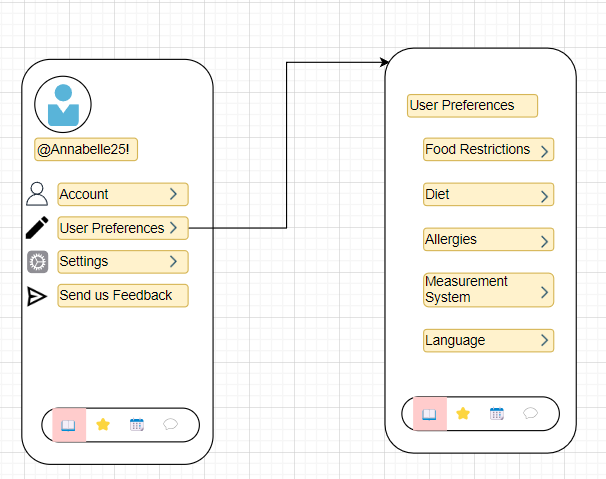 @Annabelle25!
Account
User Preferences
Settings
Send us Feedback
User Preferences
Food Restrictions
Diet
Allergies
Measurement
System
Language